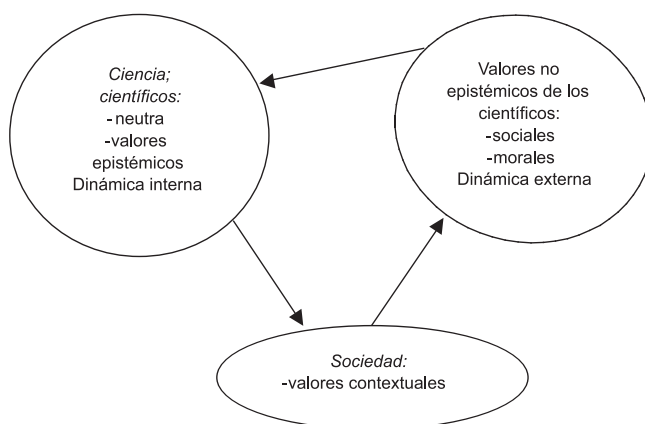 Ciencia;
científicos:
-neutra
-valores
epistémicos
Dinámica interna
Valores no
epistémicos de los
científicos:
-sociales
-morales
Dinámica externa
Sociedad:
-valores contextuales